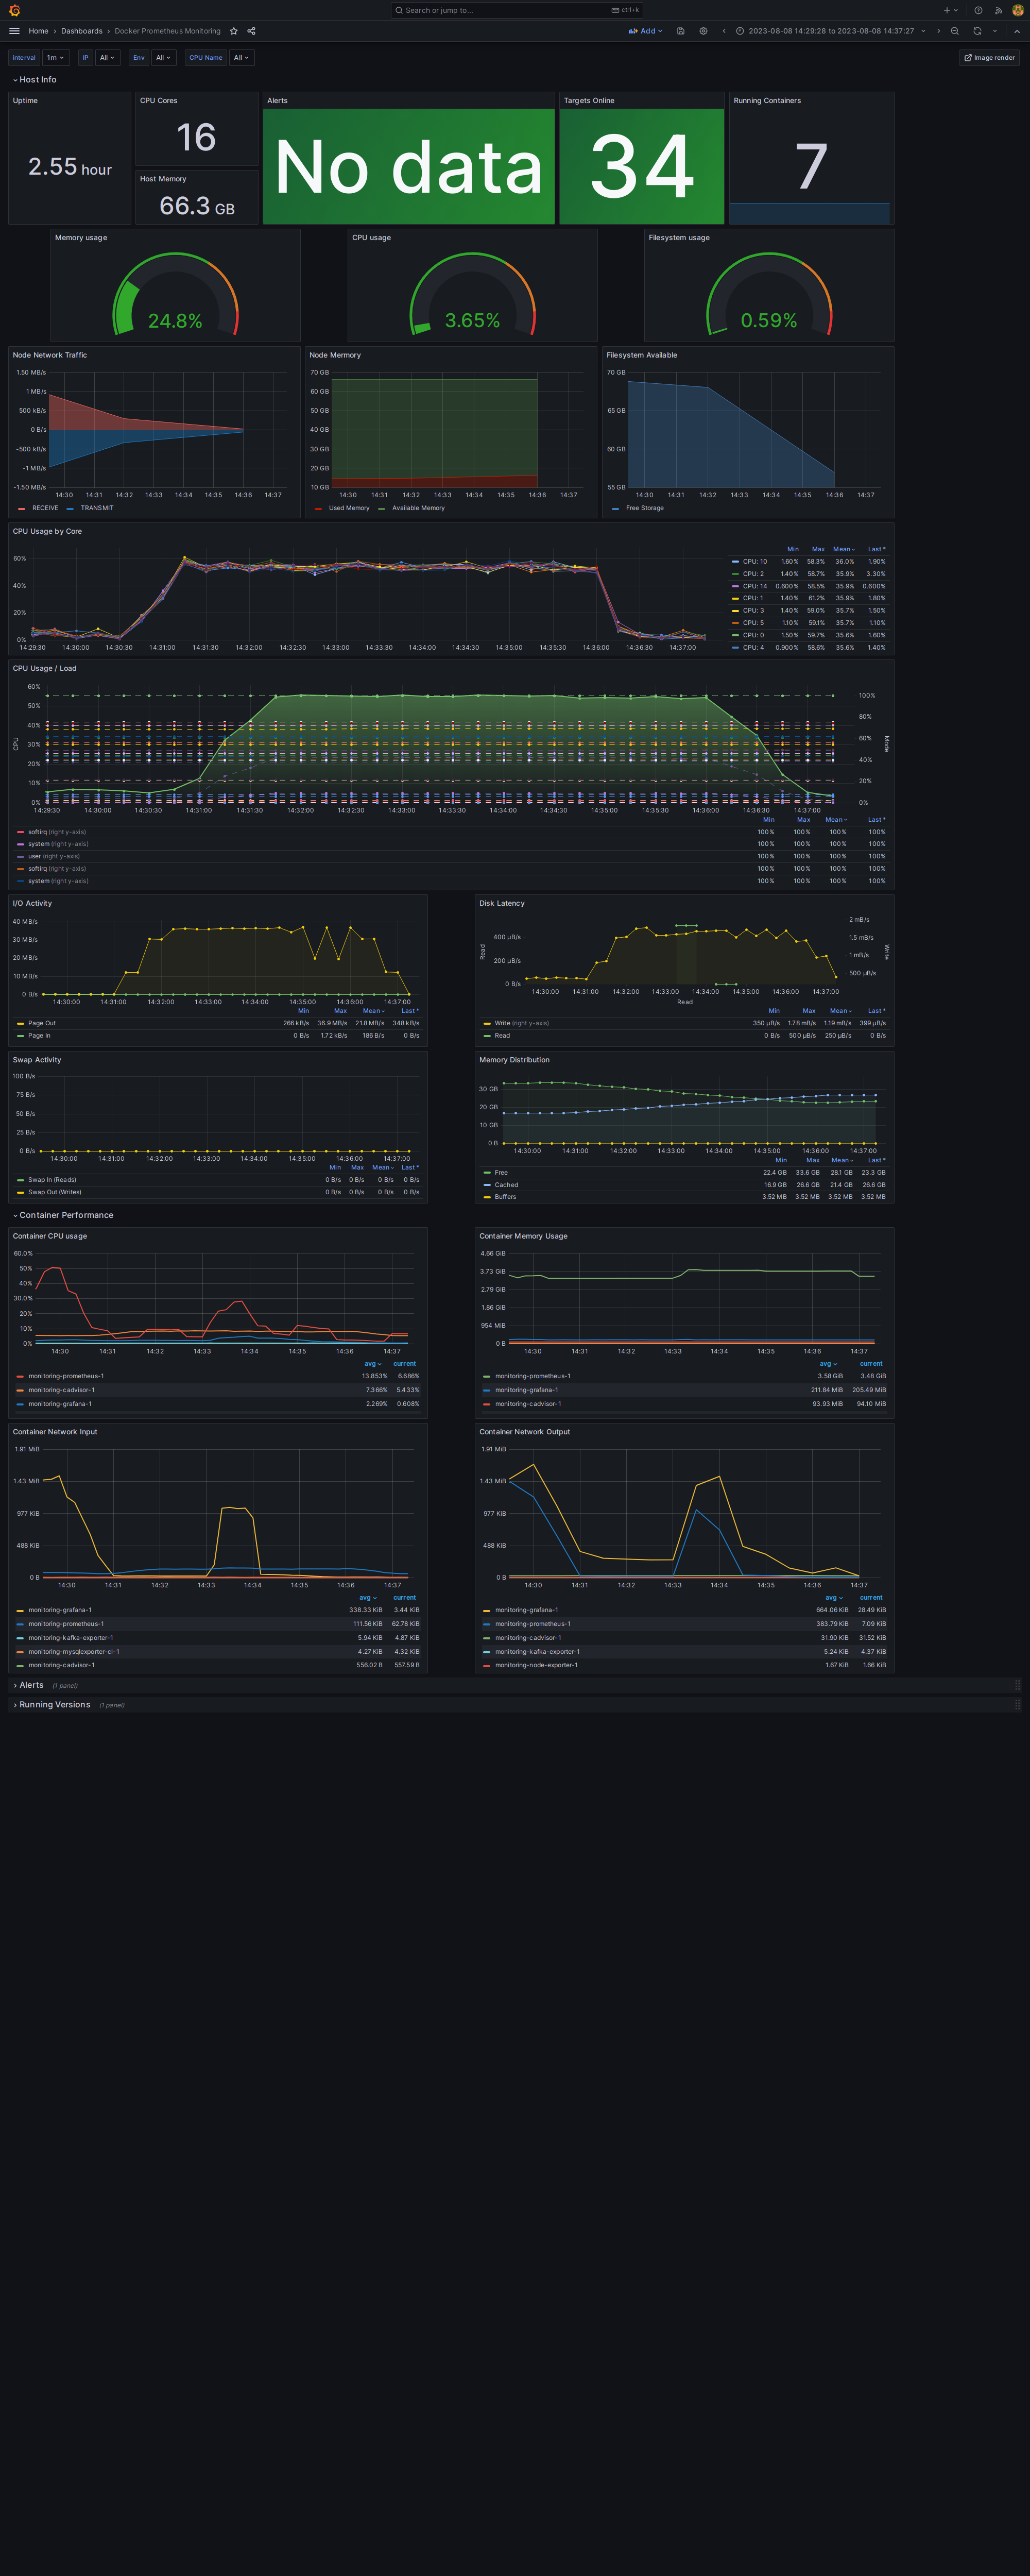 Search or jump to... ctrl+k
Home > Dashboards > Docker Prometheus Monitoring Add 2023-08-08 14:29:28 to 2023-08-08 14:37:27
Interval 1m IP All Env All CPU Name All Image render
Host Info
Uptime CPU Cores Alerts Targets Online Running Containers
2.55 hour 16 No data 34 7
Host Memory
66.3 GB
Memory usage CPU usage Filesystem usage
24.8% 3.65% 0.59%
Node Network Traffic
1.50 MB/s
1 MB/s
500 kB/s
0 B/s
-500 kB/s
-1 MB/s
-1.50 MB/s
14:30 14:31 14:32 14:33 14:34 14:35 14:36 14:37
RECEIVE TRANSMIT
Node Mermory
70 GB
60 GB
50 GB
40 GB
30 GB
20 GB
10 GB
14:30 14:31 14:32 14:33 14:34 14:35 14:36 14:37
Used Memory Available Memory
Filesystem Available
70 GB
65 GB
60 GB
55 GB
14:30 14:31 14:32 14:33 14:34 14:35 14:36 14:37
Free Storage
CPU Usage by Core
60%
40%
20%
0%
14:29:30 14:30:00 14:30:30 14:31:00 14:31:30 14:32:00 14:32:30 14:33:00 14:33:30 14:34:00 14:34:30 14:35:00 14:35:30 14:36:00 14:36:30 14:37:00
Min Max Mean Last *
CPU: 10 1.60% 58.3% 36.0% 1.90%
CPU: 2 1.40% 58.7% 35.9% 3.30%
CPU: 14 0.600% 58.5% 35.9% 0.600%
CPU: 1 1.40% 61.2% 35.9% 1.80%
CPU: 3 1.40% 59.0% 35.7% 1.50%
CPU: 5 1.10% 59.1% 35.7% 1.10%
CPU: 0 1.50% 59.7% 35.6% 1.60%
CPU: 4 0.900% 58.6% 35.6% 1.40%
CPU Usage / Load
CPU
60%
50%
40%
30%
20%
10%
0%
100%
80%
60%
40%
20%
0%
Mode
14:29:30 14:30:00 14:30:30 14:31:00 14:31:30 14:32:00 14:32:30 14:33:00 14:33:30 14:34:00 14:34:30 14:35:00 14:35:30 14:36:00 14:36:30 14:37:00
Min Max Mean Last *
softirq (right y-axis) 100% 100% 100% 100%
system (right y-axis) 100% 100% 100% 100%
user (right y-axis) 100% 100% 100% 100%
softirq (right y-axis) 100% 100% 100% 100%
system (right y-axis) 100% 100% 100% 100%
I/O Activity
40 MB/s
30 MB/s
20 MB/s
10 MB/s
0 B/s
14:30:00 14:31:00 14:32:00 14:33:00 14:34:00 14:35:00 14:36:00 14:37:00
Min Max Mean Last *
Page Out 266 kB/s 36.9 MB/s 21.8 MB/s 348 kB/s
Page In 0 B/s 1.72 kB/s 186 B/s 0 B/s
Disk Latency
Read
400 µB/s
200 µB/s
0 B/s
2 mB/s
1.5 mB/s
1 mB/s
500 µB/s
Write
14:30:00 14:31:00 14:32:00 14:33:00 14:34:00 14:35:00 14:36:00 14:37:00
Read
Min Max Mean Last *
Write (right y-axis) 350 µB/s 1.78 mB/s 1.19 mB/s 399 µB/s
Read 0 B/s 500 µB/s 250 µB/s 0 B/s
Swap Activity
100 B/s
75 B/s
50 B/s
25 B/s
0 B/s
14:30:00 14:31:00 14:32:00 14:33:00 14:34:00 14:35:00 14:36:00 14:37:00
Min Max Mean Last *
Swap In (Reads) 0 B/s 0 B/s 0 B/s 0 B/s
Swap Out (Writes) 0 B/s 0 B/s 0 B/s 0 B/s
Memory Distribution
30 GB
20 GB
10 GB
0 B
14:30:00 14:31:00 14:32:00 14:33:00 14:34:00 14:35:00 14:36:00 14:37:00
Min Max Mean Last *
Free 22.4 GB 33.6 GB 28.1 GB 23.3 GB
Cached 16.9 GB 26.6 GB 21.4 GB 26.6 GB
Buffers 3.52 MB 3.52 MB 3.52 MB 3.52 MB
Container Performance
Container CPU usage
60.0%
50%
40%
30.0%
20%
10%
0%
14:30 14:31 14:32 14:33 14:34 14:35 14:36 14:37
avg current
monitoring-prometheus-1 13.853% 6.686%
monitoring-cadvisor-1 7.366% 5.433%
monitoring-grafana-1 2.269% 0.608%
Container Memory Usage
4.66 GiB
3.73 GiB
2.79 GiB
1.86 GiB
954 MiB
0 B
14:30 14:31 14:32 14:33 14:34 14:35 14:36 14:37
avg current
monitoring-prometheus-1 3.58 GiB 3.48 GiB
monitoring-grafana-1 211.84 MiB 205.49 MiB
monitoring-cadvisor-1 93.93 MiB 94.10 MiB
Container Network Input
1.91 MiB
1.43 MiB
977 KiB
488 KiB
0 B
14:30 14:31 14:32 14:33 14:34 14:35 14:36 14:37
avg current
monitoring-grafana-1 338.33 KiB 3.44 KiB
monitoring-prometheus-1 111.56 KiB 62.78 KiB
monitoring-kafka-exporter-1 5.94 KiB 4.87 KiB
monitoring-mysqlexporter-cl-1 4.27 KiB 4.32 KiB
monitoring-cadvisor-1 556.02 B 557.59 B
Container Network Output
1.91 MiB
1.43 MiB
977 KiB
488 KiB
0 B
14:30 14:31 14:32 14:33 14:34 14:35 14:36 14:37
avg current
monitoring-grafana-1 664.06 KiB 28.49 KiB
monitoring-prometheus-1 383.79 KiB 7.09 KiB
monitoring-cadvisor-1 31.90 KiB 31.52 KiB
monitoring-kafka-exporter-1 5.24 KiB 4.37 KiB
monitoring-node-exporter-1 1.67 KiB 1.66 KiB
Alerts (1 panel)
Running Versions (1 panel)